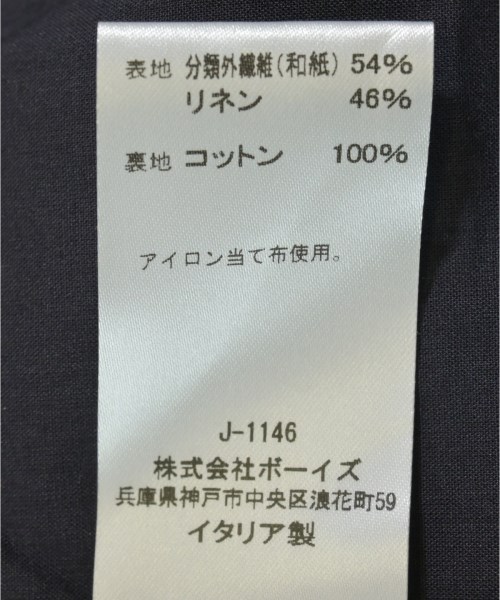 表地 分類外繊維(和紙) 54%
リネン 46%
裏地 コットン 100%
アイロン当て布使用。
J-1146
株式会社ボーイズ
兵庫県神戸市中央区浪花町59
イタリア製